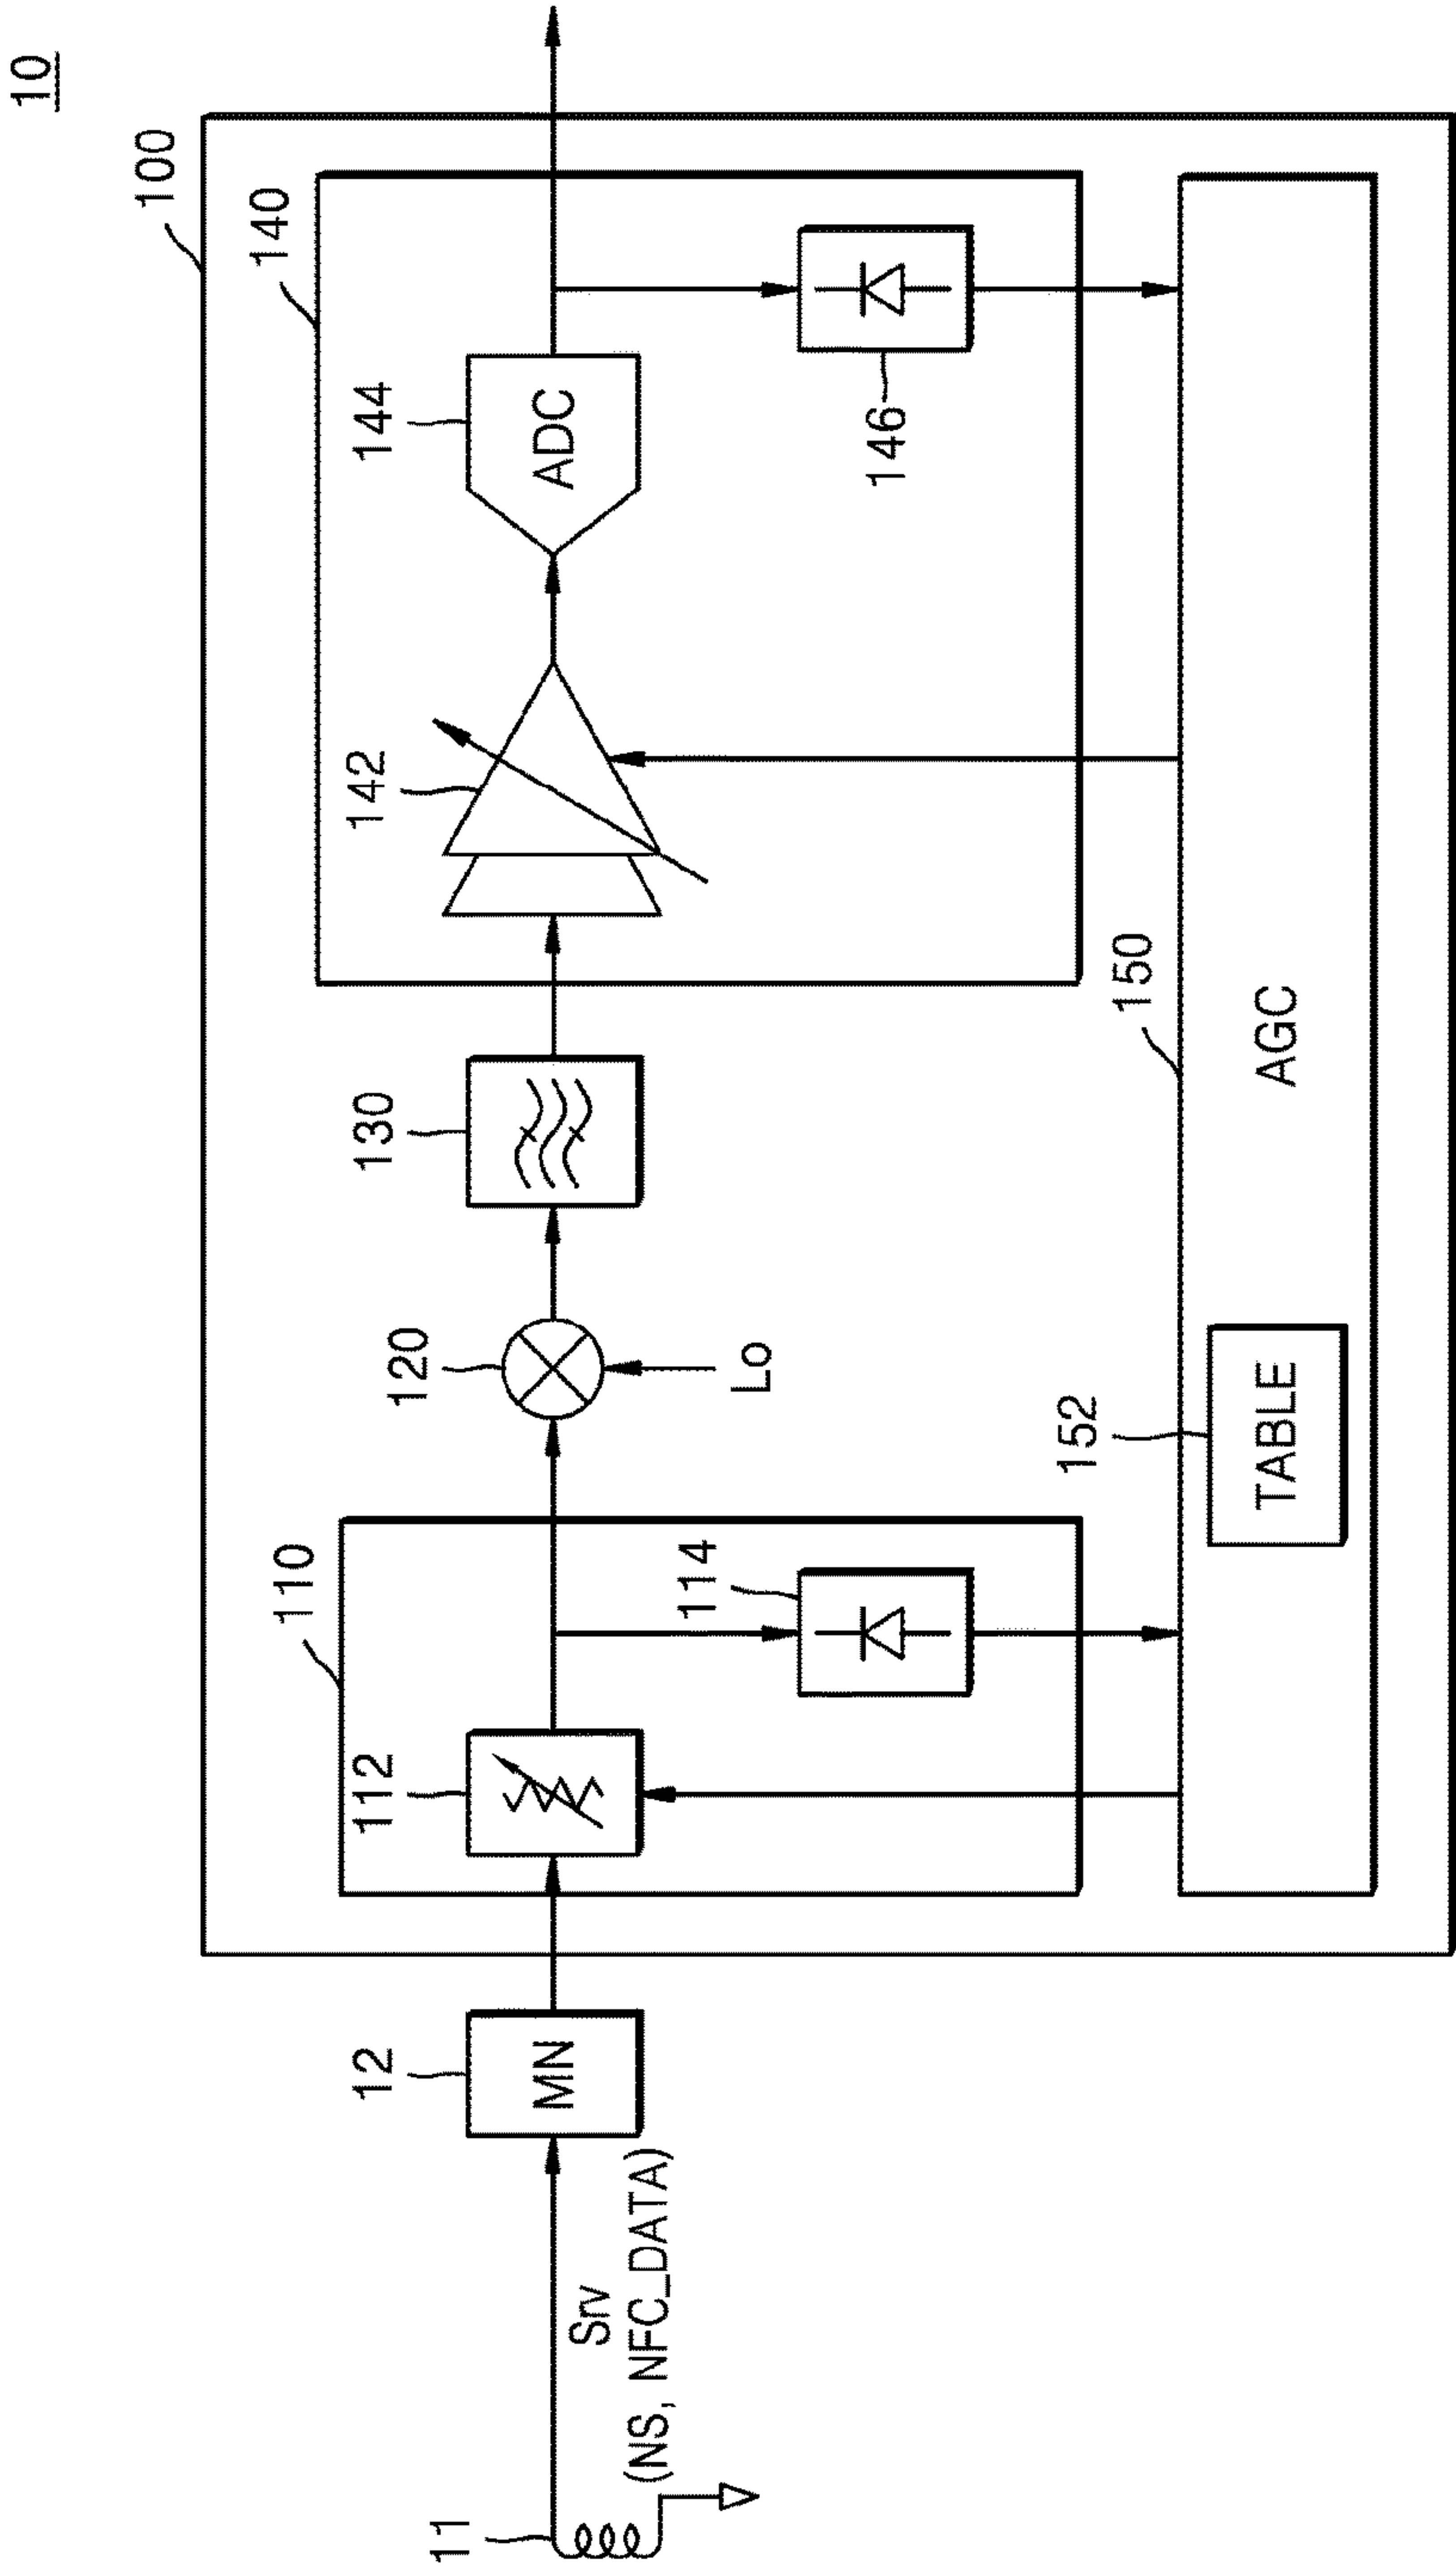 10
100
140
144
ADC
142
146
130
120
Lo
110
112
114
150
AGC
152
TABLE
12
MN
11
Srv
(NS, NFC_DATA)